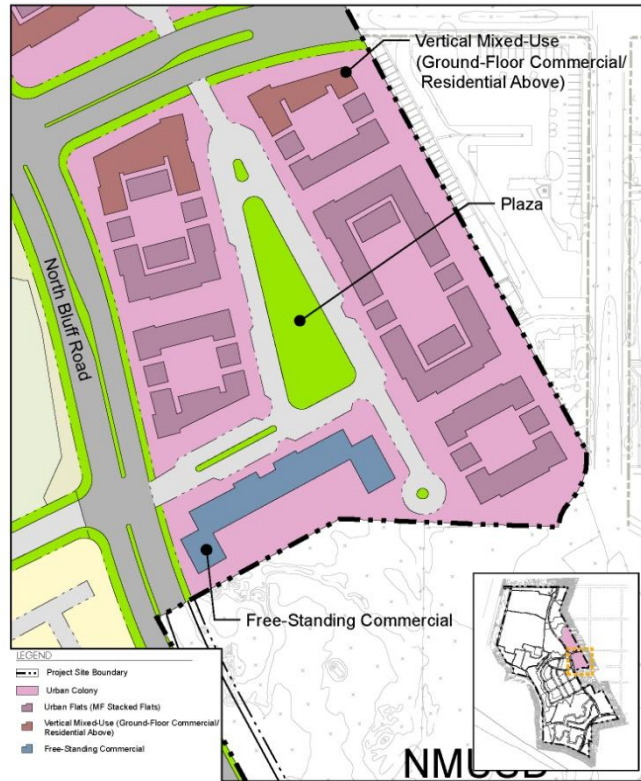 Vertical Mixed-Use
(Ground-Floor Commercial/
Residential Above)
Plaza
North Bluff Road
Free-Standing Commercial
LEGEND
Project Site Boundary
Urban Colony
Urban Flats (MF Stacked Flats)
Vertical Mixed-Use (Ground-Floor Commercial/
Residential Above)
Free-Standing Commercial